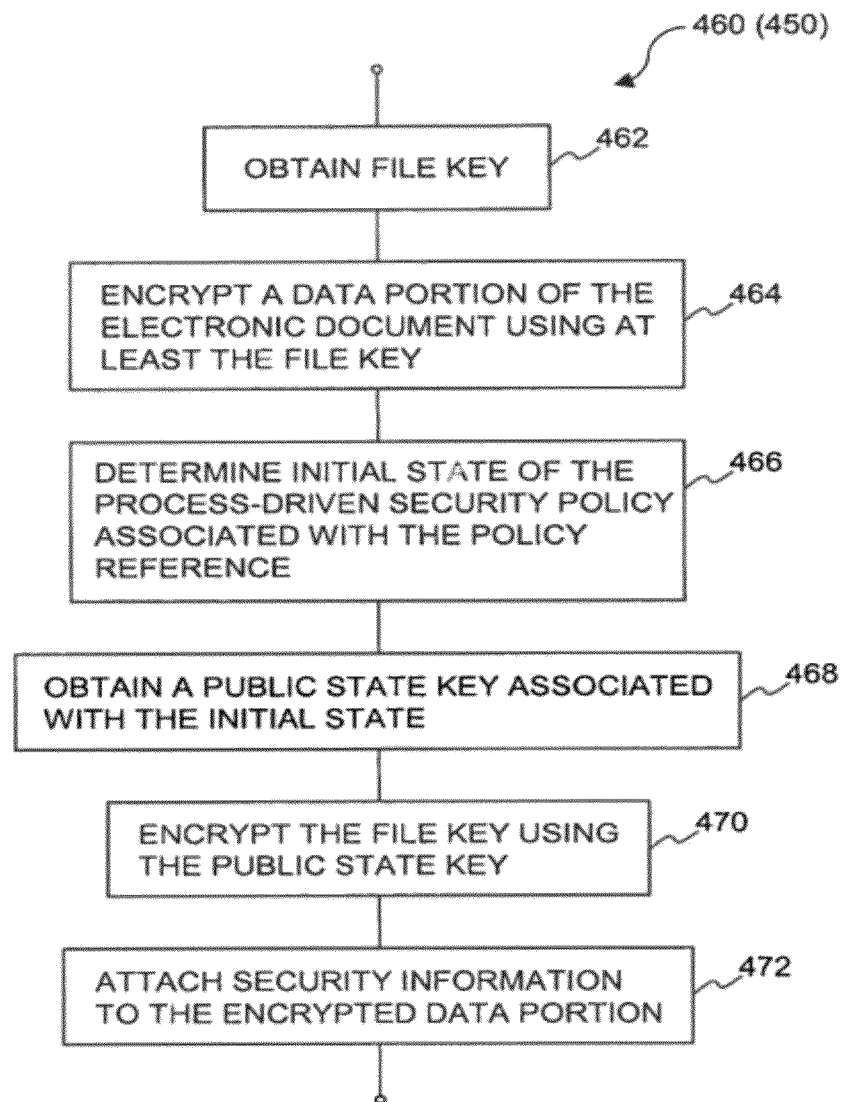 460 (450)
462
OBTAIN FILE KEY
464
ENCRYPT A DATA PORTION OF THE
ELECTRONIC DOCUMENT USING AT
LEAST THE FILE KEY
466
DETERMINE INITIAL STATE OF THE
PROCESS-DRIVEN SECURITY POLICY
ASSOCIATED WITH THE POLICY
REFERENCE
468
OBTAIN A PUBLIC STATE KEY ASSOCIATED
WITH THE INITIAL STATE
470
ENCRYPT THE FILE KEY USING
THE PUBLIC STATE KEY
472
ATTACH SECURITY INFORMATION
TO THE ENCRYPTED DATA PORTION